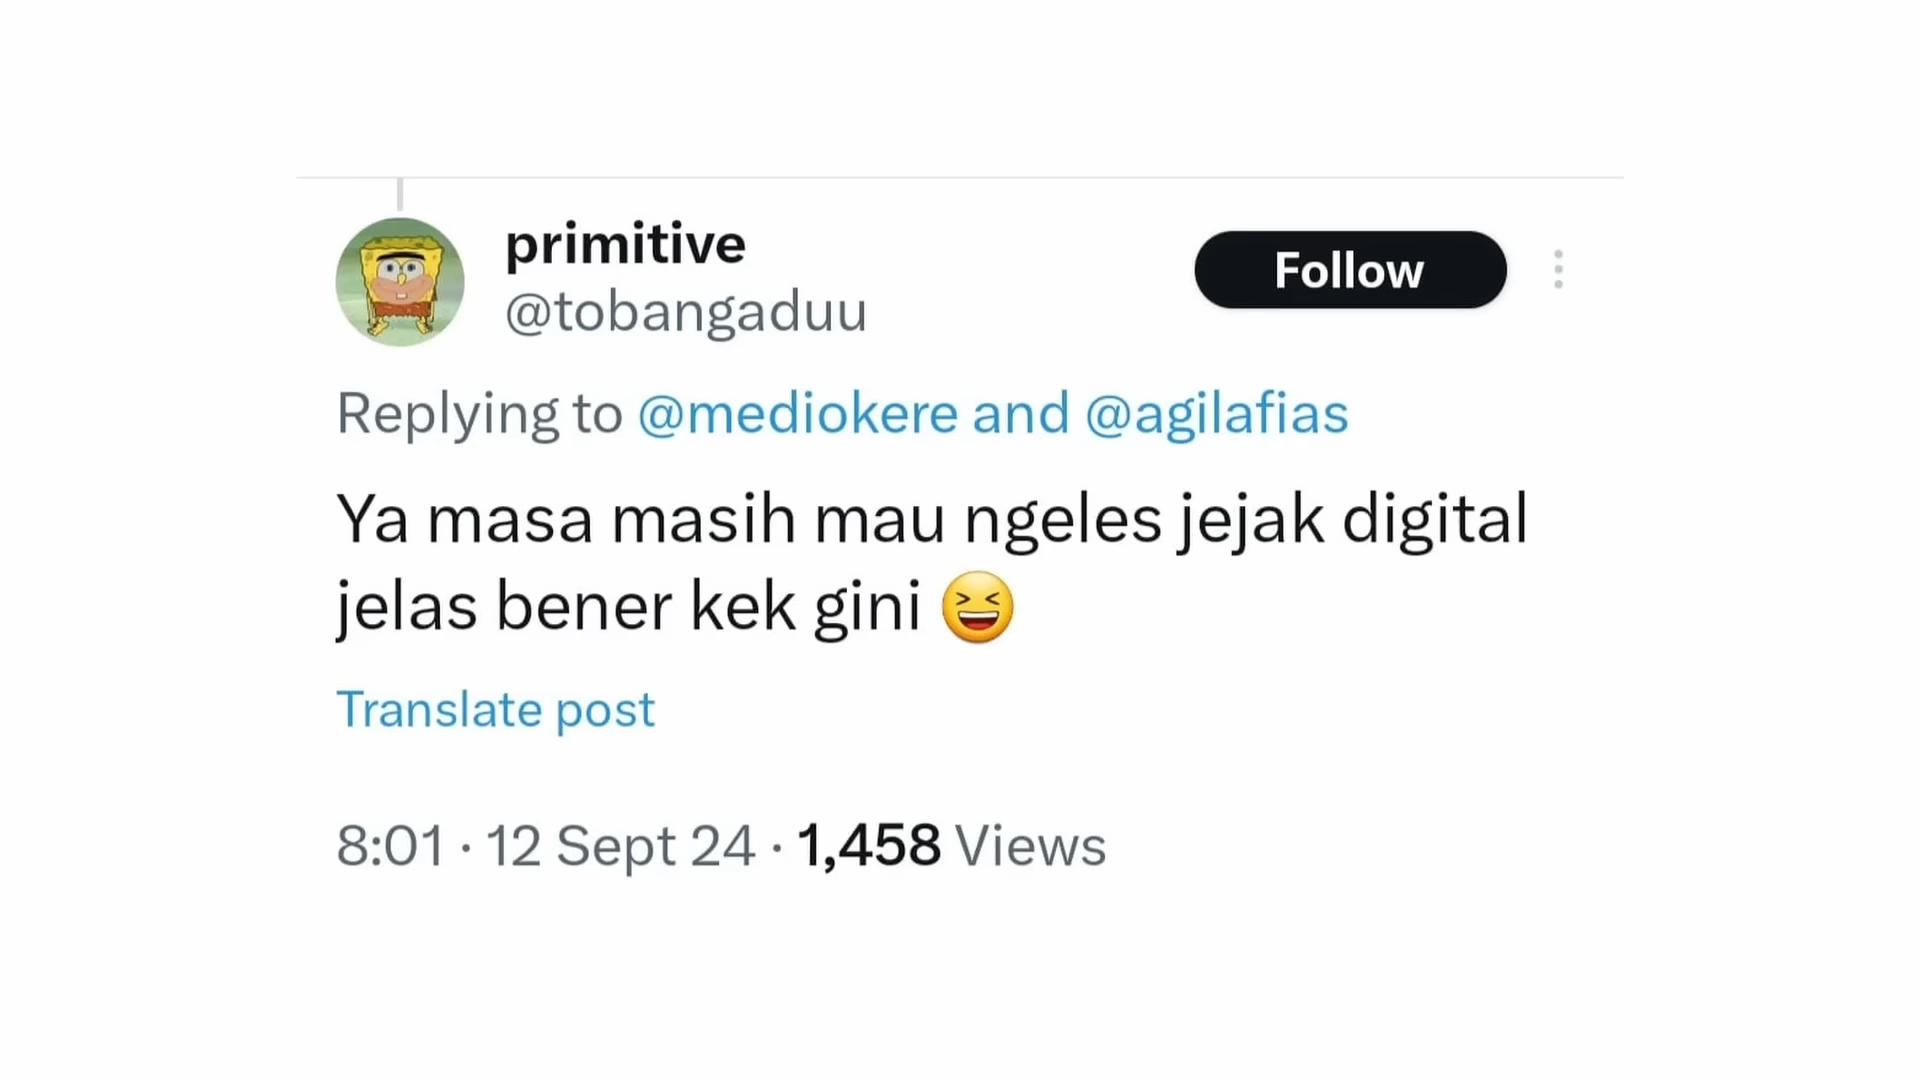 primitive
@tobangaduu
Follow
Replying to @mediokere and @agilafias
Ya masa masih mau ngeles jejak digital
jelas bener kek gini 😆
Translate post
8:01 · 12 Sept 24 · 1,458 Views